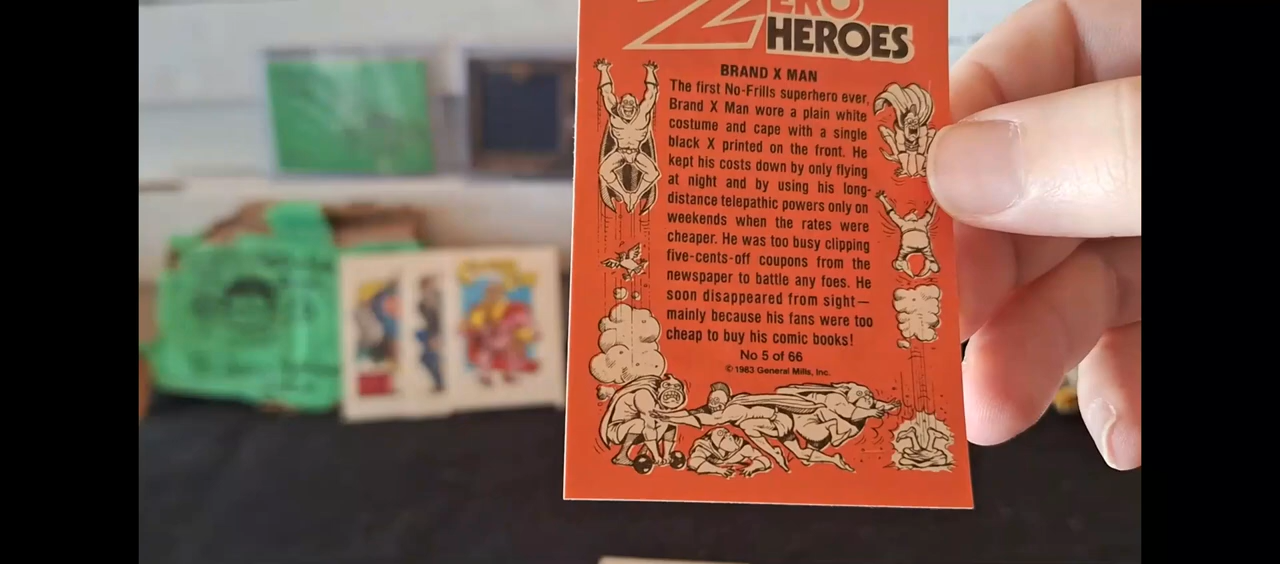 ZERO
HEROES
BRAND X MAN
The first No-Frills superhero ever,
Brand X Man wore a plain white
costume and cape with a single
black X printed on the front. He
kept his costs down by only flying
at night and by using his long-
distance telepathic powers only on
weekends when the rates were
cheaper. He was too busy clipping
five-cents-off coupons from the
newspaper to battle any foes. He
soon disappeared from sight—
mainly because his fans were too
cheap to buy his comic books!
No 5 of 66
© 1983 General Mills, Inc.